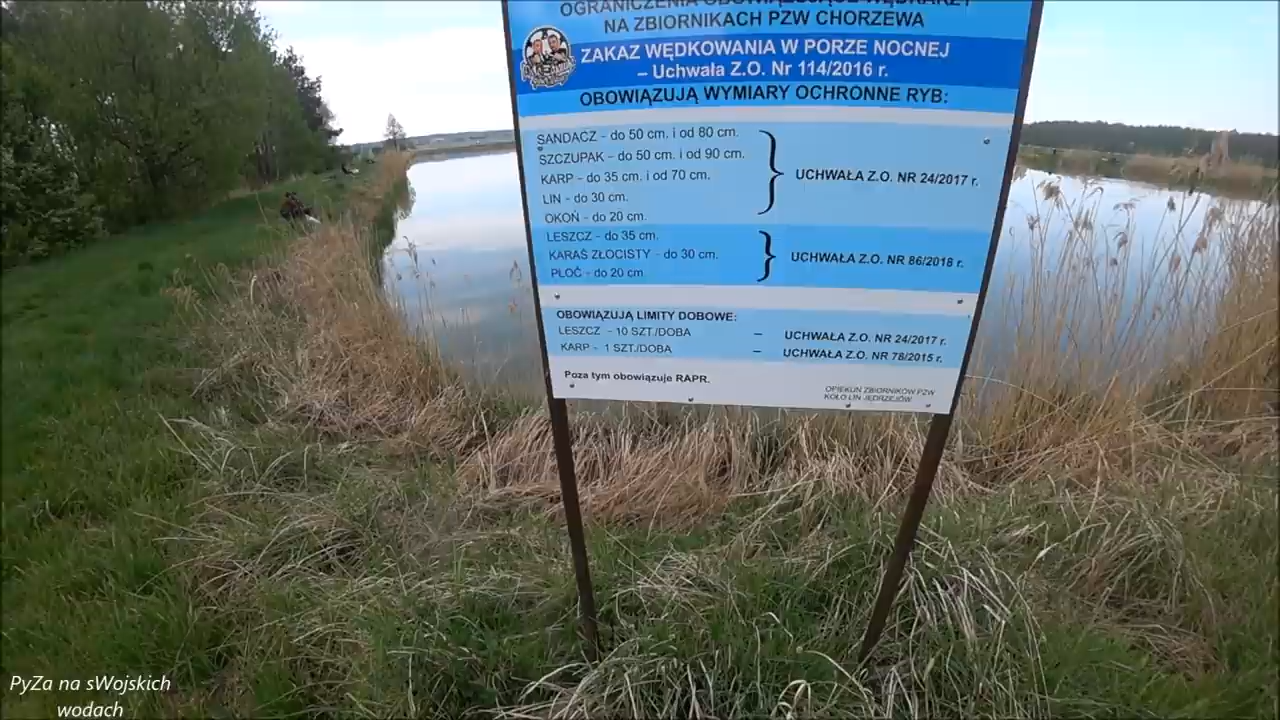 OGRANICZENIA OBOWIĄZUJĄCE WĘDKARZY
NA ZBIORNIKACH PZW CHORZEWA
ZAKAZ WĘDKOWANIA W PORZE NOCNEJ
– Uchwała Z.O. Nr 114/2016 r.
OBOWIĄZUJĄ WYMIARY OCHRONNE RYB:
SANDACZ – do 50 cm. i od 80 cm.
SZCZUPAK – do 50 cm. i od 90 cm.
KARP – do 35 cm. i od 70 cm.
LIN – do 30 cm.
OKOŃ – do 20 cm.
UCHWAŁA Z.O. NR 24/2017 r.
LESZCZ – do 35 cm.
KARAŚ ZŁOCISTY – do 30 cm.
PŁOĆ – do 20 cm.
UCHWAŁA Z.O. NR 86/2018 r.
OBOWIĄZUJĄ LIMITY DOBOWE:
LESZCZ – 10 SZT./DOBA – UCHWAŁA Z.O. NR 24/2017 r.
KARP – 1 SZT./DOBA – UCHWAŁA Z.O. NR 78/2015 r.
Poza tym obowiązuje RAPR.
OPIEKUN ZBIORNIKÓW PZW
KOŁO LIN JĘDRZEJÓW
PyZa na sWojskich
wodach